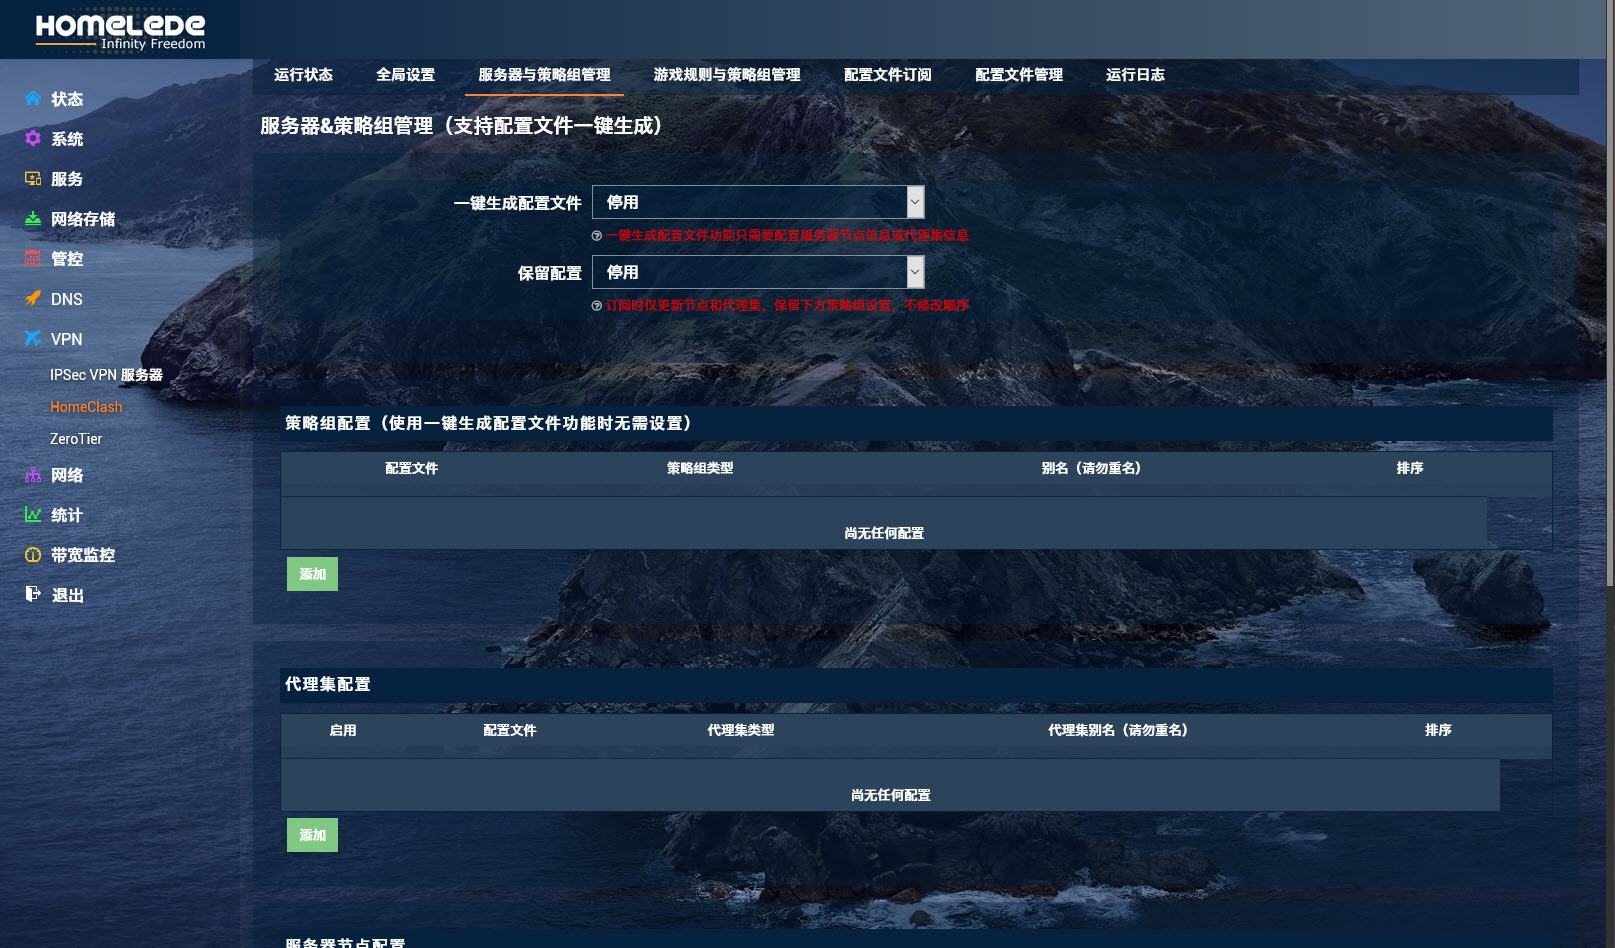 HOMELEDE
Infinity Freedom
状态
系统
服务
网络存储
管控
DNS
VPN
IPSec VPN 服务器
HomeClash
ZeroTier
网络
统计
带宽监控
退出
运行状态 全局设置 服务器与策略组管理 游戏规则与策略组管理 配置文件订阅 配置文件管理 运行日志
服务器&策略组管理（支持配置文件一键生成）
一键生成配置文件 停用
一键生成配置文件功能只需要配置服务器节点信息或代理集信息
保留配置 停用
订阅时仅更新节点和代理集，保留下方策略组设置，不修改顺序
策略组配置（使用一键生成配置文件功能时无需设置）
配置文件 策略组类型 别名（请勿重名） 排序
尚无任何配置
添加
代理集配置
启用 配置文件 代理集类型 代理集别名（请勿重名） 排序
尚无任何配置
添加
服务器节点配置